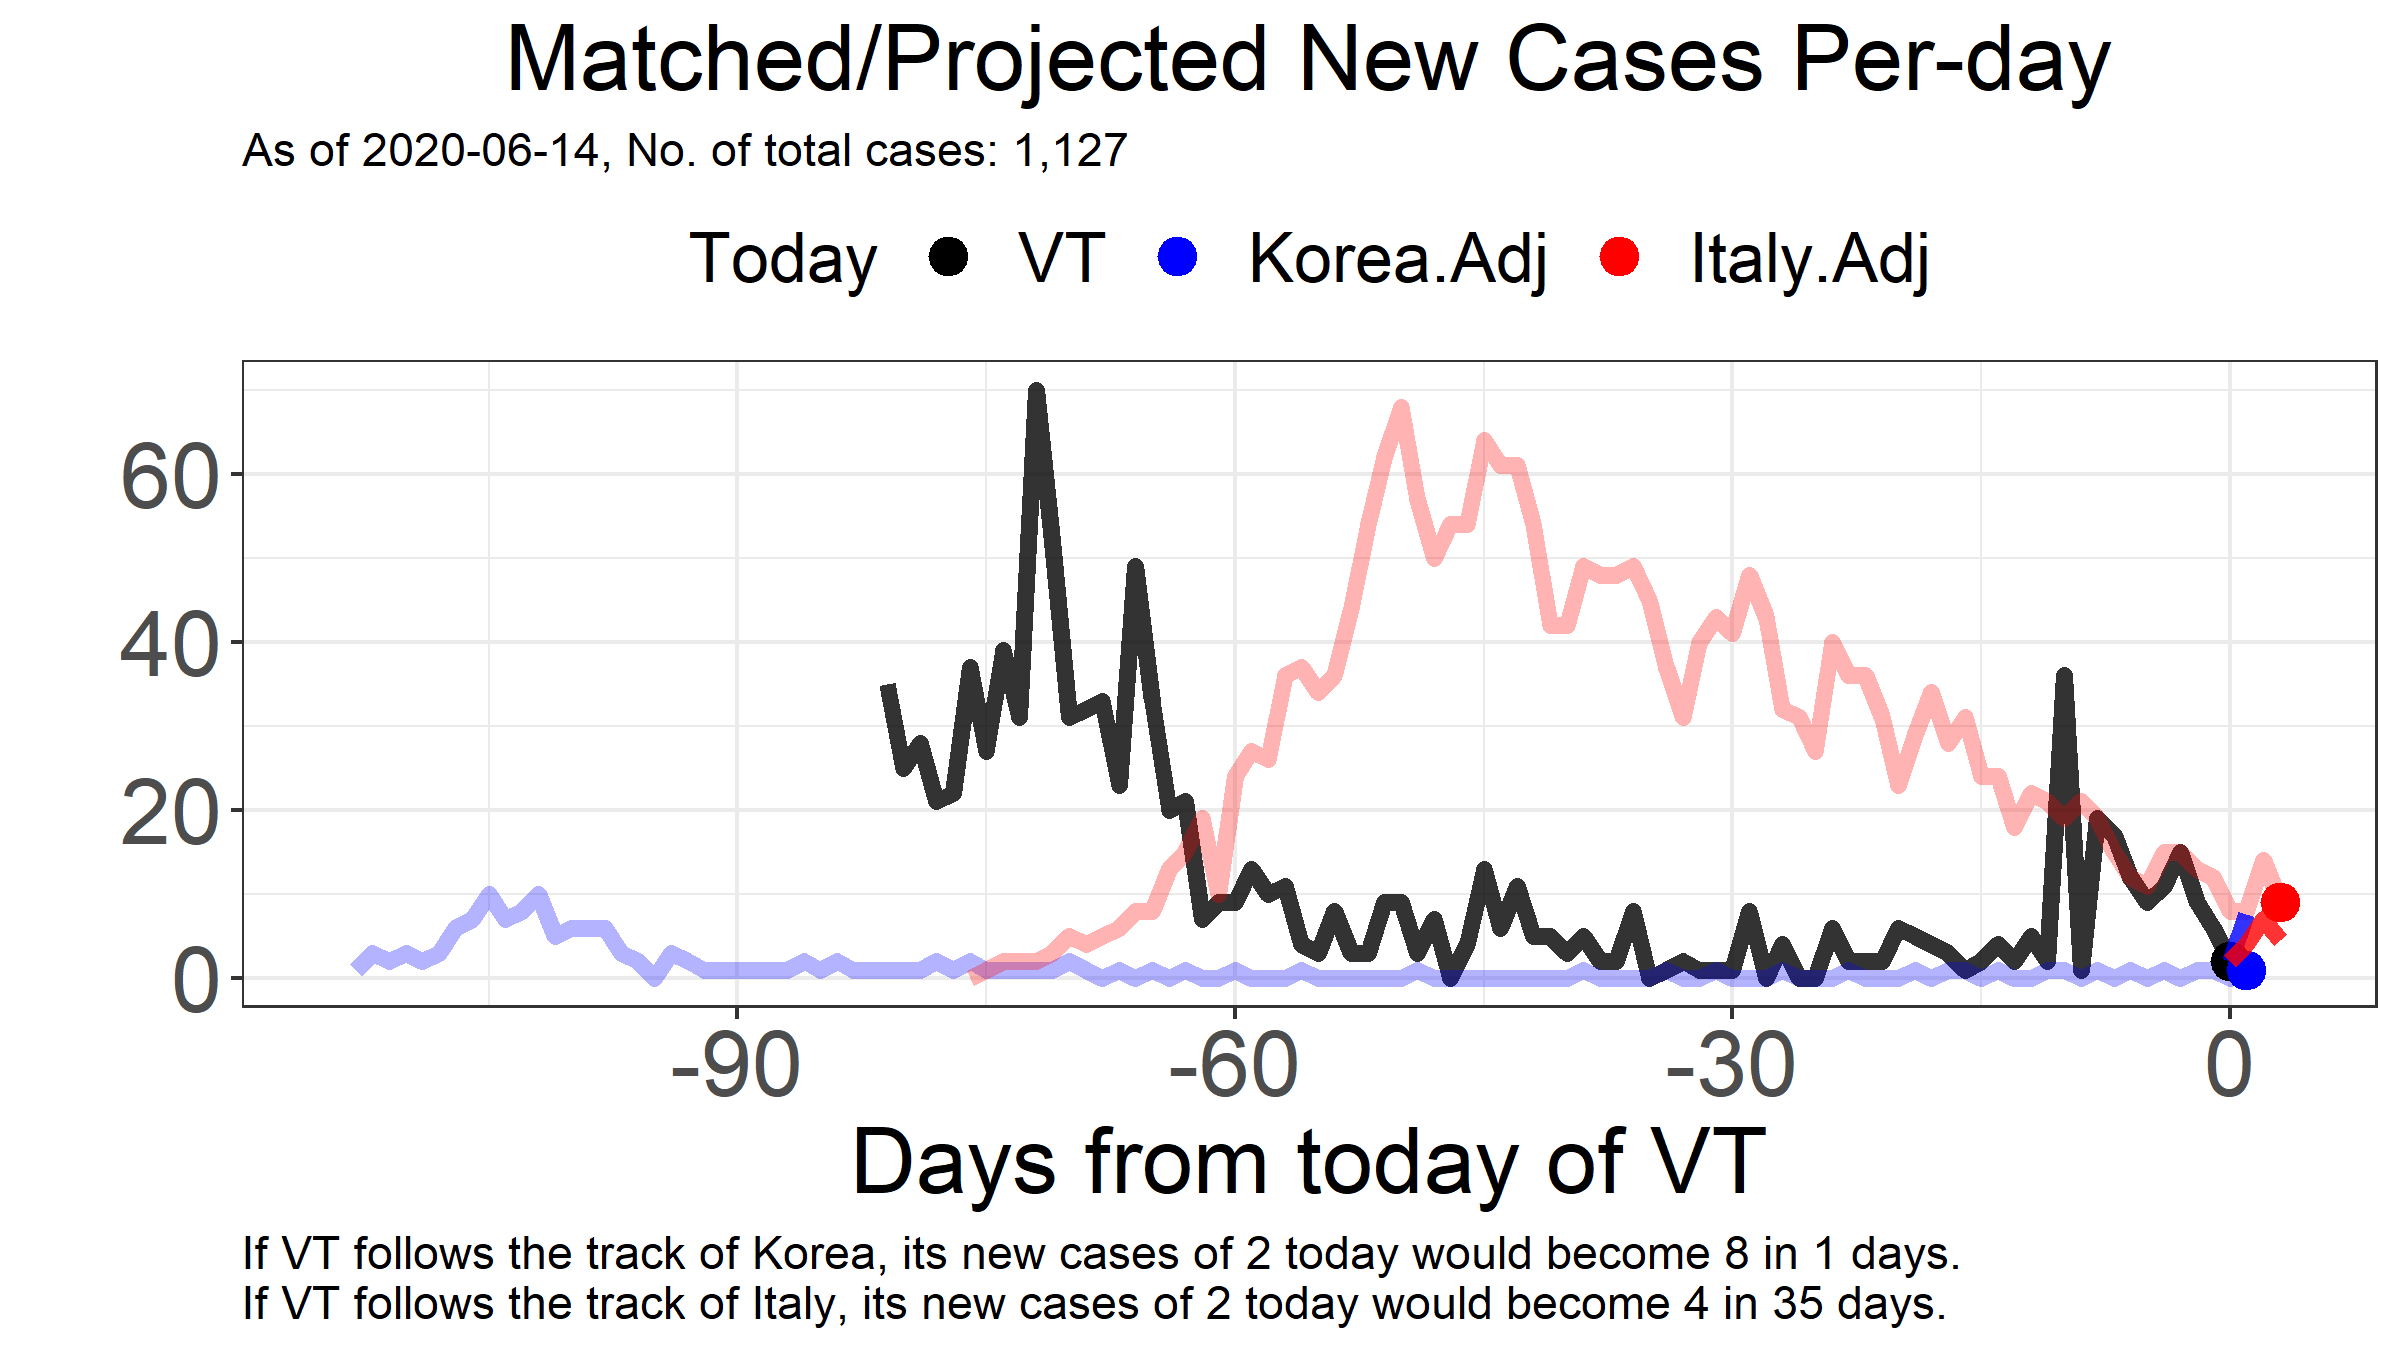 Matched/Projected New Cases Per-day
As of 2020-06-14, No. of total cases: 1,127
Today VT Korea.Adj Italy.Adj
60
40
20
0
-90 -60 -30 0
Days from today of VT
If VT follows the track of Korea, its new cases of 2 today would become 8 in 1 days.
If VT follows the track of Italy, its new cases of 2 today would become 4 in 35 days.